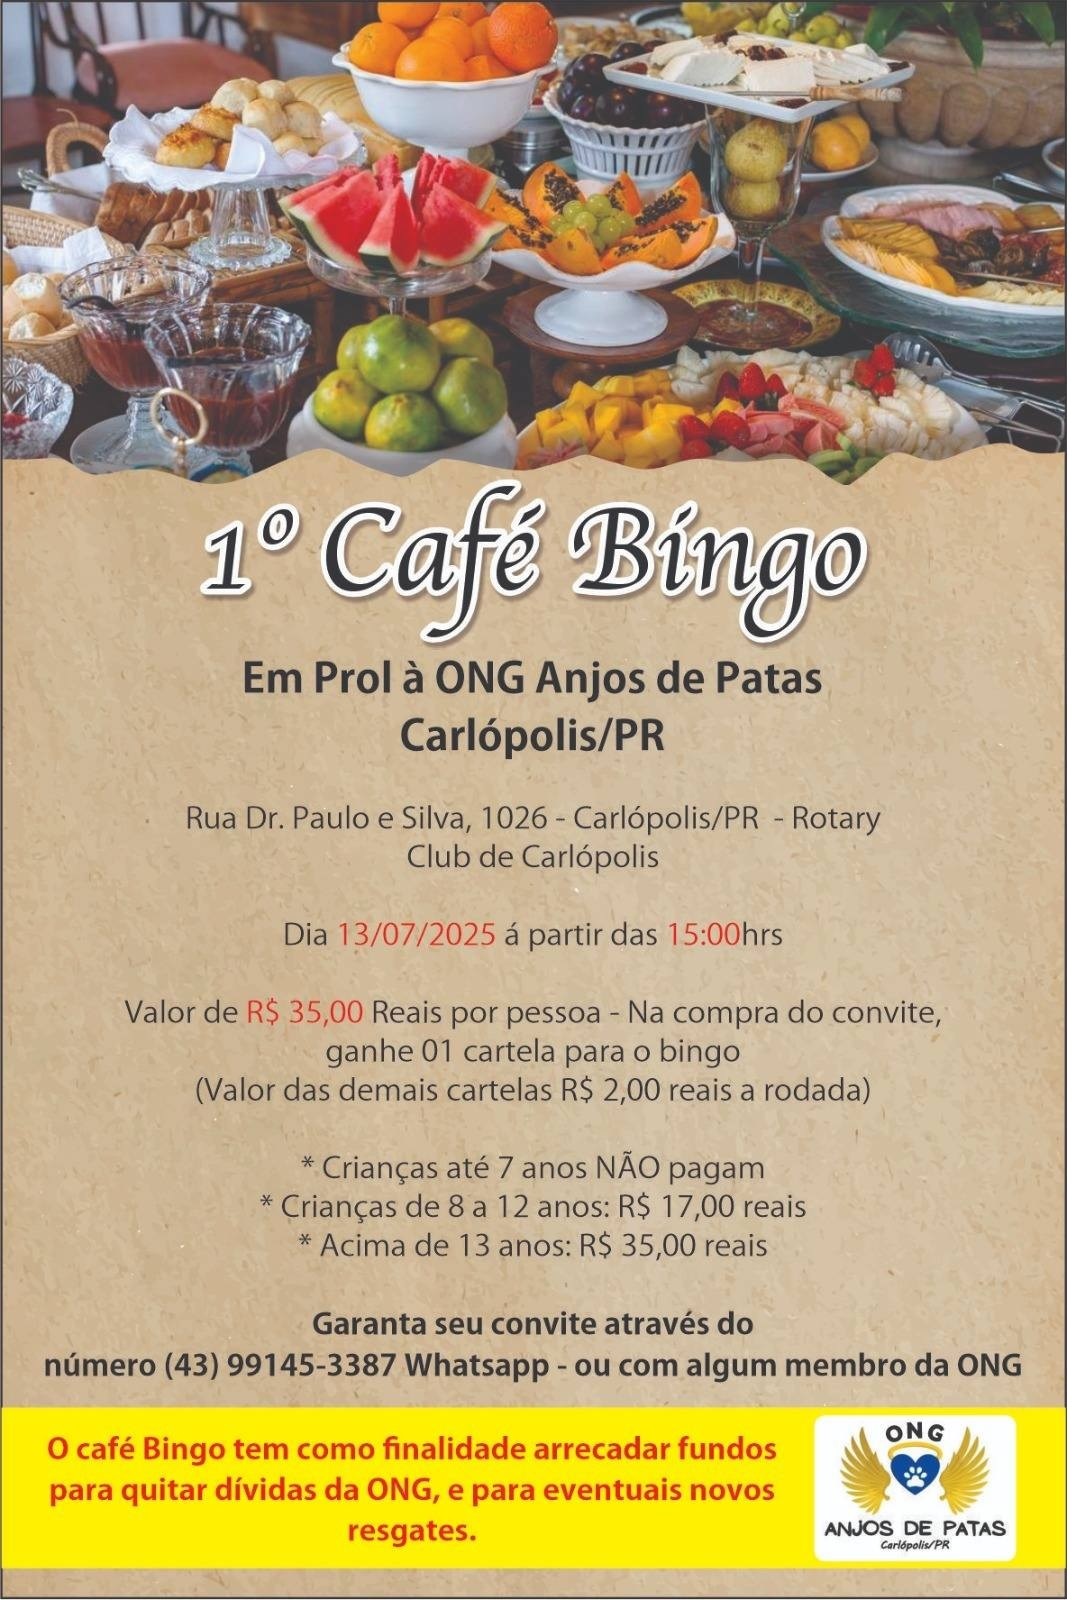 1º Café Bingo
Em Prol à ONG Anjos de Patas
Carlópolis/PR
Rua Dr. Paulo e Silva, 1026 - Carlópolis/PR - Rotary
Club de Carlópolis
Dia 13/07/2025 á partir das 15:00hrs
Valor de R$ 35,00 Reais por pessoa - Na compra do convite,
ganhe 01 cartela para o bingo
(Valor das demais cartelas R$ 2,00 reais a rodada)
* Crianças até 7 anos NÃO pagam
* Crianças de 8 a 12 anos: R$ 17,00 reais
* Acima de 13 anos: R$ 35,00 reais
Garanta seu convite através do
número (43) 99145-3387 Whatsapp - ou com algum membro da ONG
O café Bingo tem como finalidade arrecadar fundos
para quitar dívidas da ONG, e para eventuais novos
resgates.
ONG
ANJOS DE PATAS
Carlópolis/PR